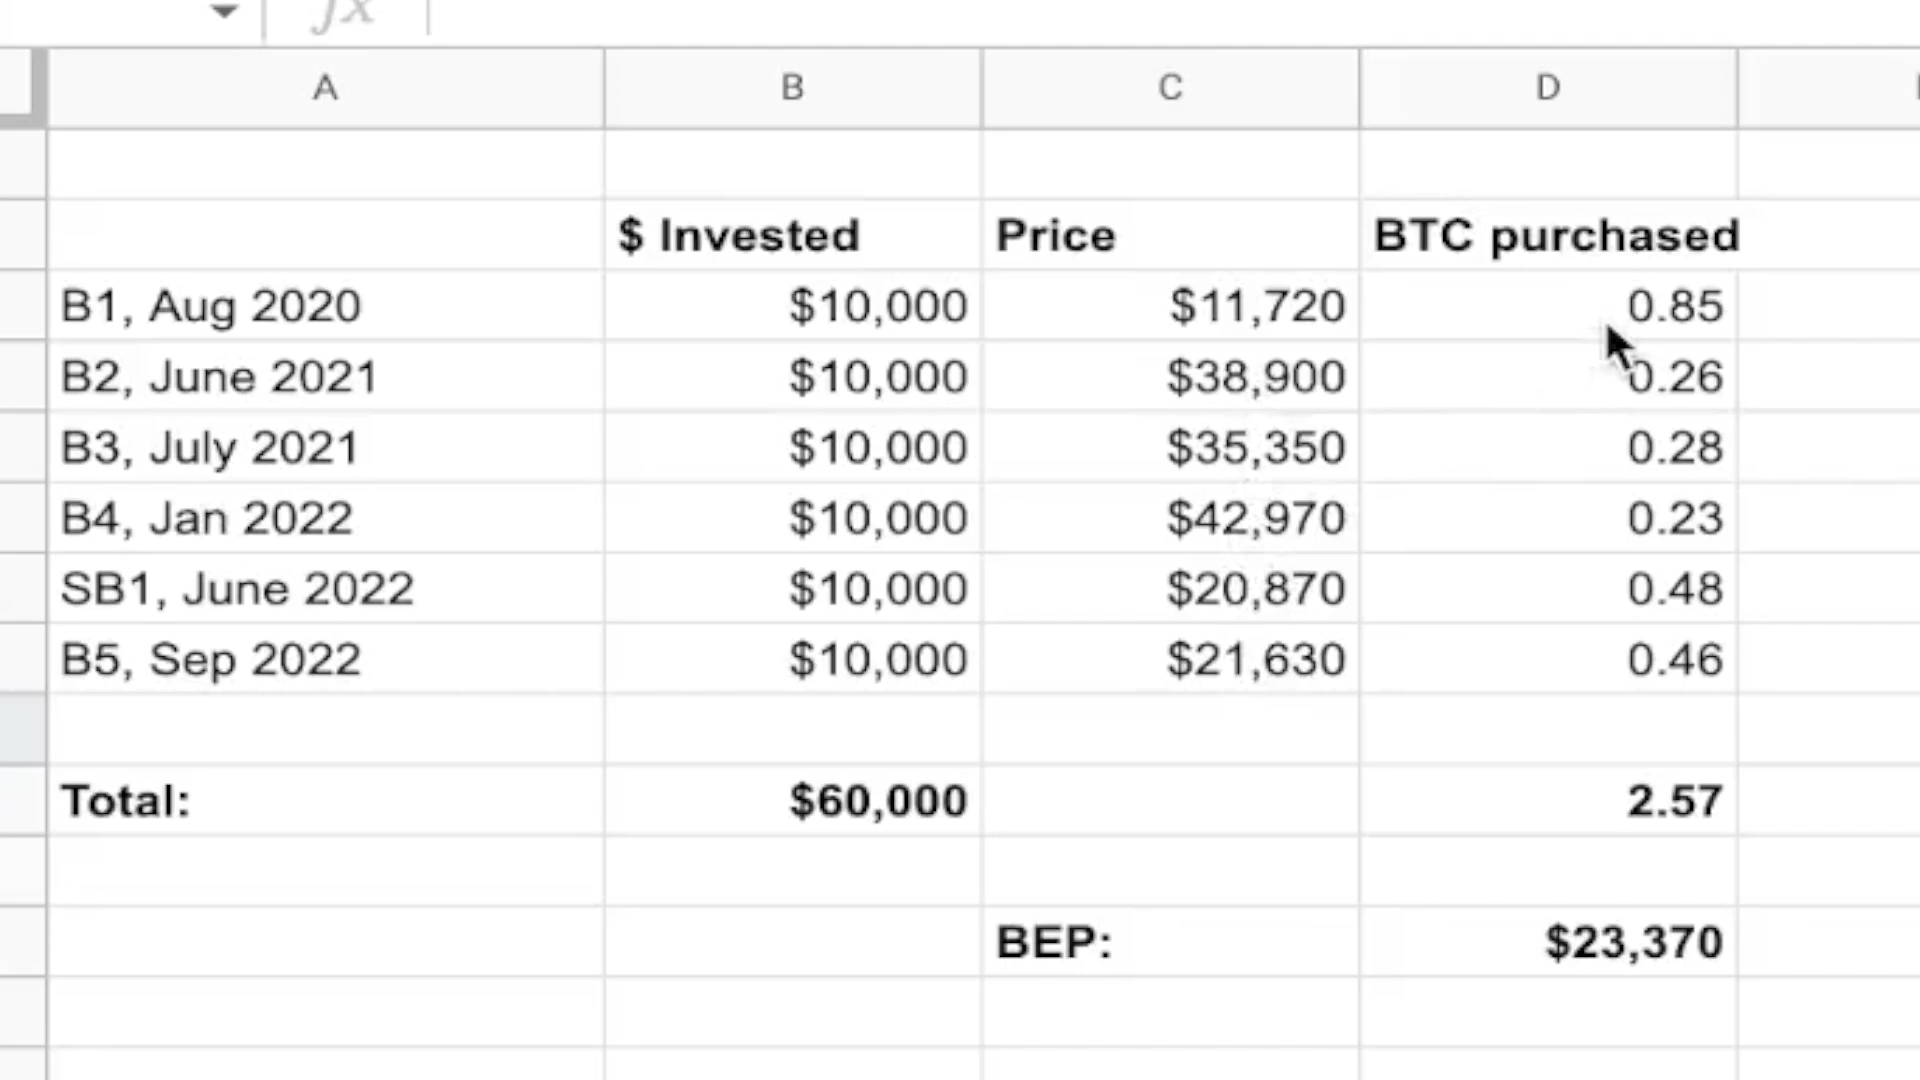 fx
A B C D
$ Invested Price BTC purchased
B1, Aug 2020 $10,000 $11,720 0.85
B2, June 2021 $10,000 $38,900 0.26
B3, July 2021 $10,000 $35,350 0.28
B4, Jan 2022 $10,000 $42,970 0.23
SB1, June 2022 $10,000 $20,870 0.48
B5, Sep 2022 $10,000 $21,630 0.46
Total: $60,000 2.57
BEP: $23,370